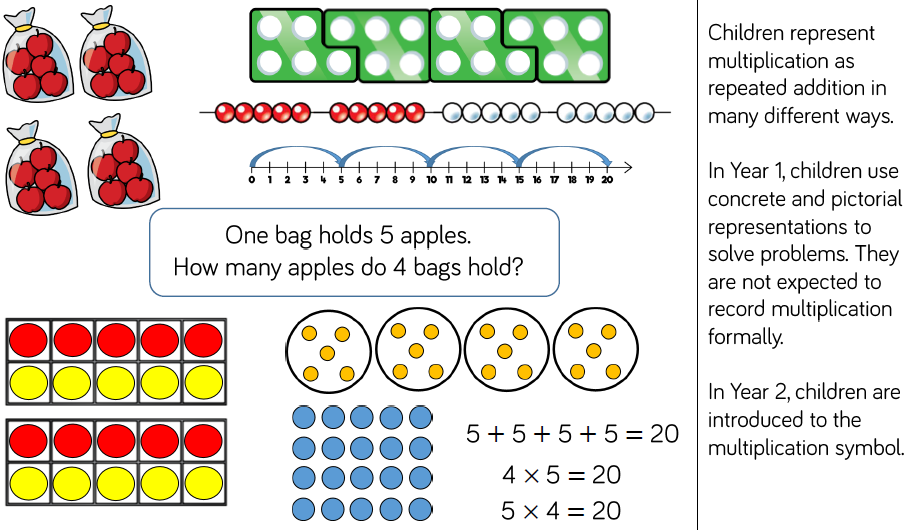 0 1 2 3 4 5 6 7 8 9 10 11 12 13 14 15 16 17 18 19 20
One bag holds 5 apples.
How many apples do 4 bags hold?
5 + 5 + 5 + 5 = 20
4 × 5 = 20
5 × 4 = 20
Children represent
multiplication as
repeated addition in
many different ways.
In Year 1, children use
concrete and pictorial
representations to
solve problems. They
are not expected to
record multiplication
formally.
In Year 2, children are
introduced to the
multiplication symbol.